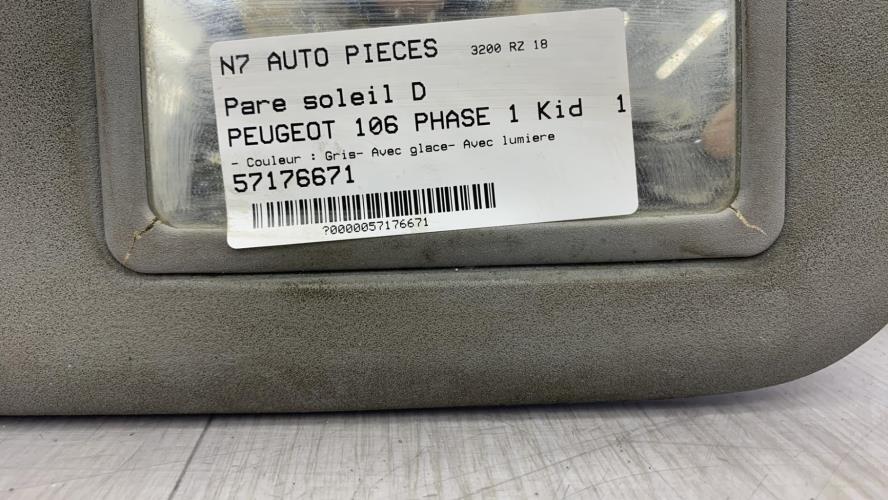 N7 AUTO PIECES 3200 RZ 18
Pare soleil D
PEUGEOT 106 PHASE 1 Kid 1
- Couleur : Gris- Avec glace- Avec lumiere
57176671
?0000057176671